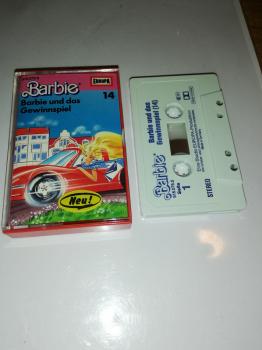 Barbie
EUROPA
Barbie und das
Gewinnspiel
14
Neu!
Barbie und das
Gewinnspiel (14)
Barbie
Seite
1
STEREO